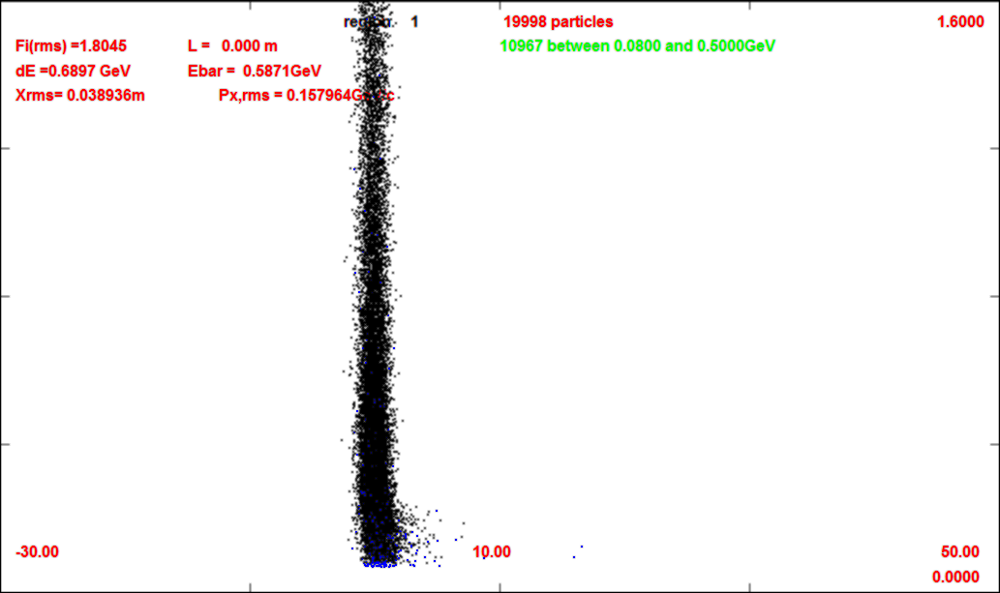 1 19998 particles 1.6000
Fi(rms) =1.8045 L = 0.000 m 10967 between 0.0800 and 0.5000GeV
dE =0.6897 GeV Ebar = 0.5871GeV
Xrms= 0.038936m Px,rms = 0.157964G
-30.00 10.00 50.00
0.0000